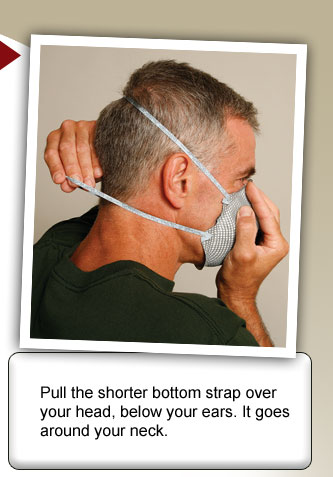 Pull the shorter bottom strap over
your head, below your ears. It goes
around your neck.